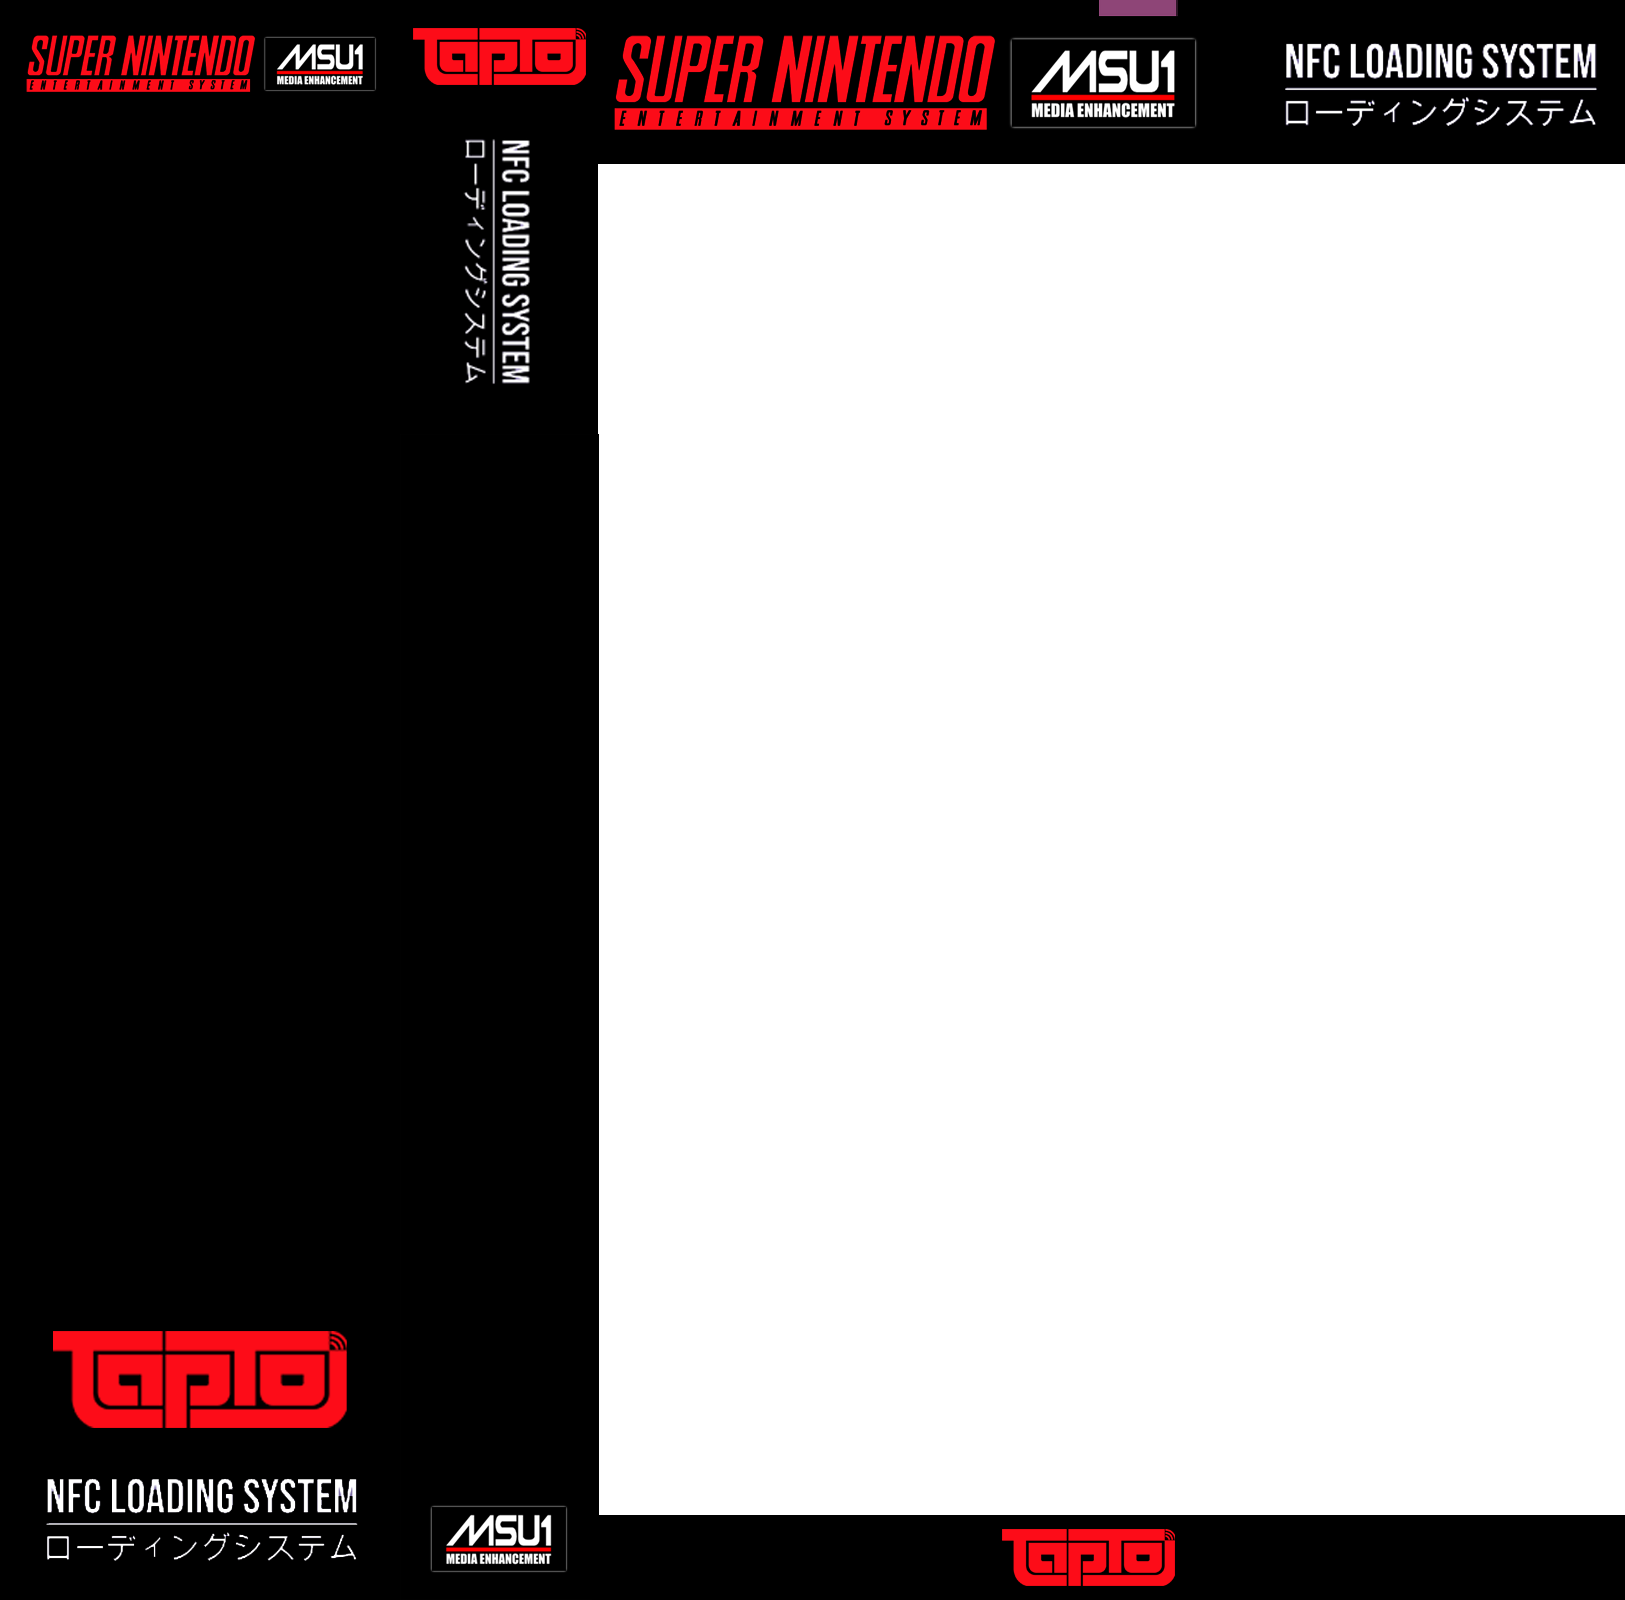 SUPER NINTENDO
ENTERTAINMENT SYSTEM
MSU1
MEDIA ENHANCEMENT
TapTo
NFC LOADING SYSTEM
ローディングシステム
TapTo
NFC LOADING SYSTEM
ローディングシステム
MSU1
MEDIA ENHANCEMENT
SUPER NINTENDO
ENTERTAINMENT SYSTEM
MSU1
MEDIA ENHANCEMENT
NFC LOADING SYSTEM
ローディングシステム
TapTo